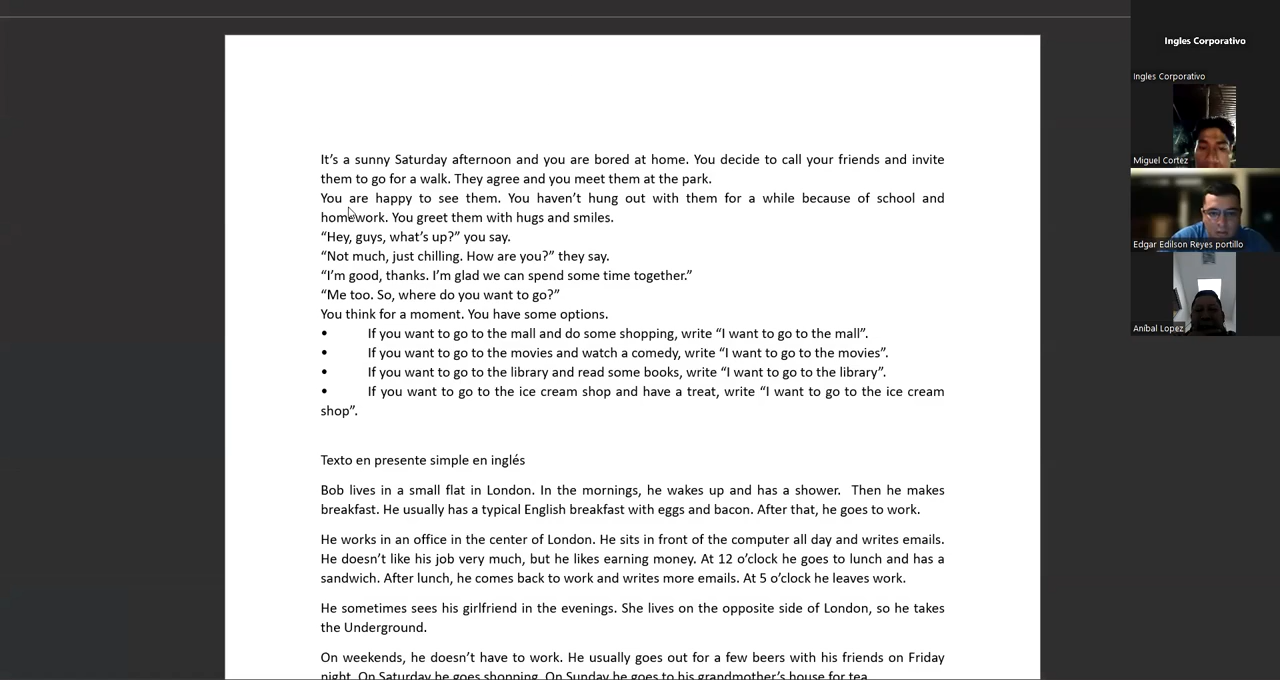 Ingles Corporativo
Ingles Corporativo
Miguel Cortez
Edgar Edilson Reyes portillo
Aníbal Lopez
It’s a sunny Saturday afternoon and you are bored at home. You decide to call your friends and invite
them to go for a walk. They agree and you meet them at the park.
You are happy to see them. You haven’t hung out with them for a while because of school and
homework. You greet them with hugs and smiles.
“Hey, guys, what’s up?” you say.
“Not much, just chilling. How are you?” they say.
“I’m good, thanks. I’m glad we can spend some time together.”
“Me too. So, where do you want to go?”
You think for a moment. You have some options.
• If you want to go to the mall and do some shopping, write “I want to go to the mall”.
• If you want to go to the movies and watch a comedy, write “I want to go to the movies”.
• If you want to go to the library and read some books, write “I want to go to the library”.
• If you want to go to the ice cream shop and have a treat, write “I want to go to the ice cream
shop”.
Texto en presente simple en inglés
Bob lives in a small flat in London. In the mornings, he wakes up and has a shower.  Then he makes
breakfast. He usually has a typical English breakfast with eggs and bacon. After that, he goes to work.
He works in an office in the center of London. He sits in front of the computer all day and writes emails.
He doesn’t like his job very much, but he likes earning money. At 12 o’clock he goes to lunch and has a
sandwich. After lunch, he comes back to work and writes more emails. At 5 o’clock he leaves work.
He sometimes sees his girlfriend in the evenings. She lives on the opposite side of London, so he takes
the Underground.
On weekends, he doesn’t have to work. He usually goes out for a few beers with his friends on Friday
night. On Saturday he goes shopping. On Sunday he goes to his grandmother’s house for tea.